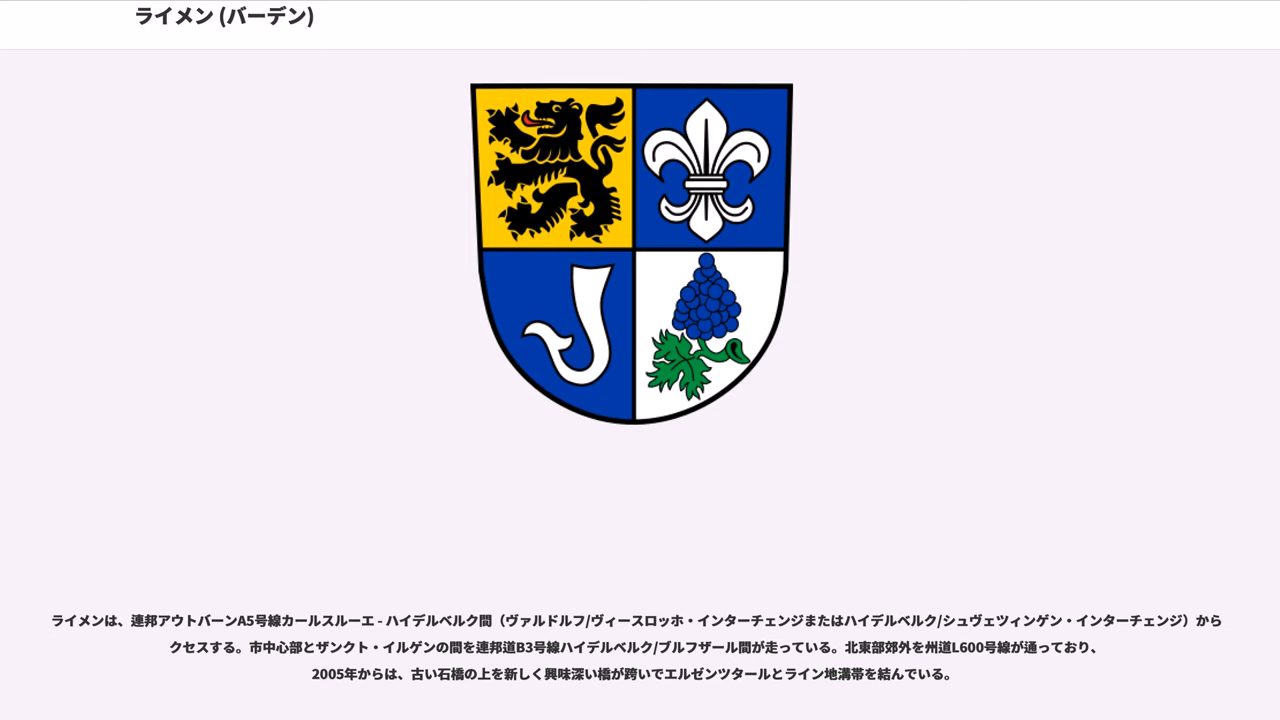 ライメン (バーデン)
ライメンは、連邦アウトバーンA5号線カールスルーエ - ハイデルベルク間（ヴァルドルフ/ヴィースロッホ・インターチェンジまたはハイデルベルク/シュヴェツィンゲン・インターチェンジ）から
クセスする。市中心部とザンクト・イルゲンの間を連邦道B3号線ハイデルベルク/ブルフザール間が走っている。北東部郊外を州道L600号線が通っており、
2005年からは、古い石橋の上を新しく興味深い橋が跨いでエルゼンツタールとライン地溝帯を結んでいる。